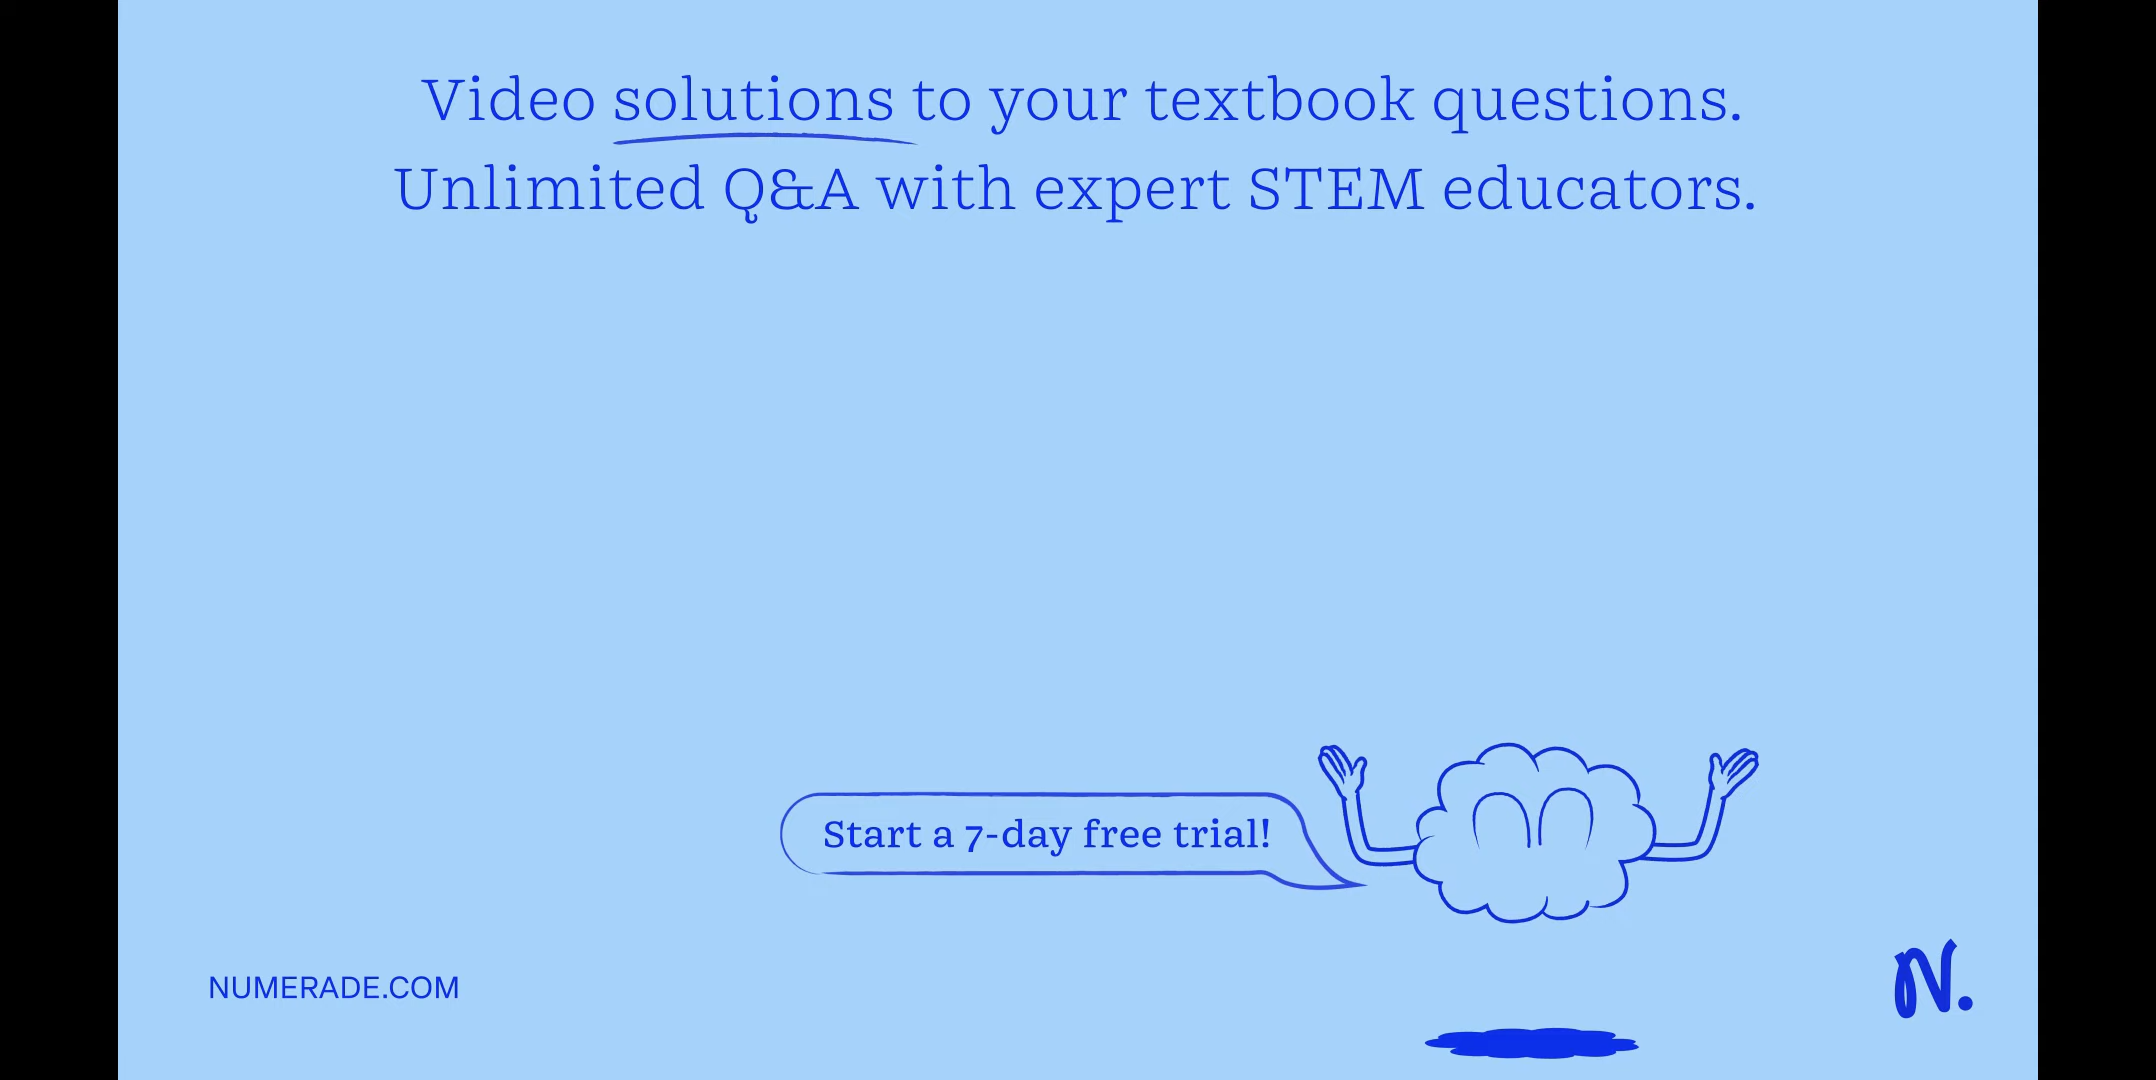 Video solutions to your textbook questions.
Unlimited Q&A with expert STEM educators.
Start a 7-day free trial!
NUMERADE.COM
N.